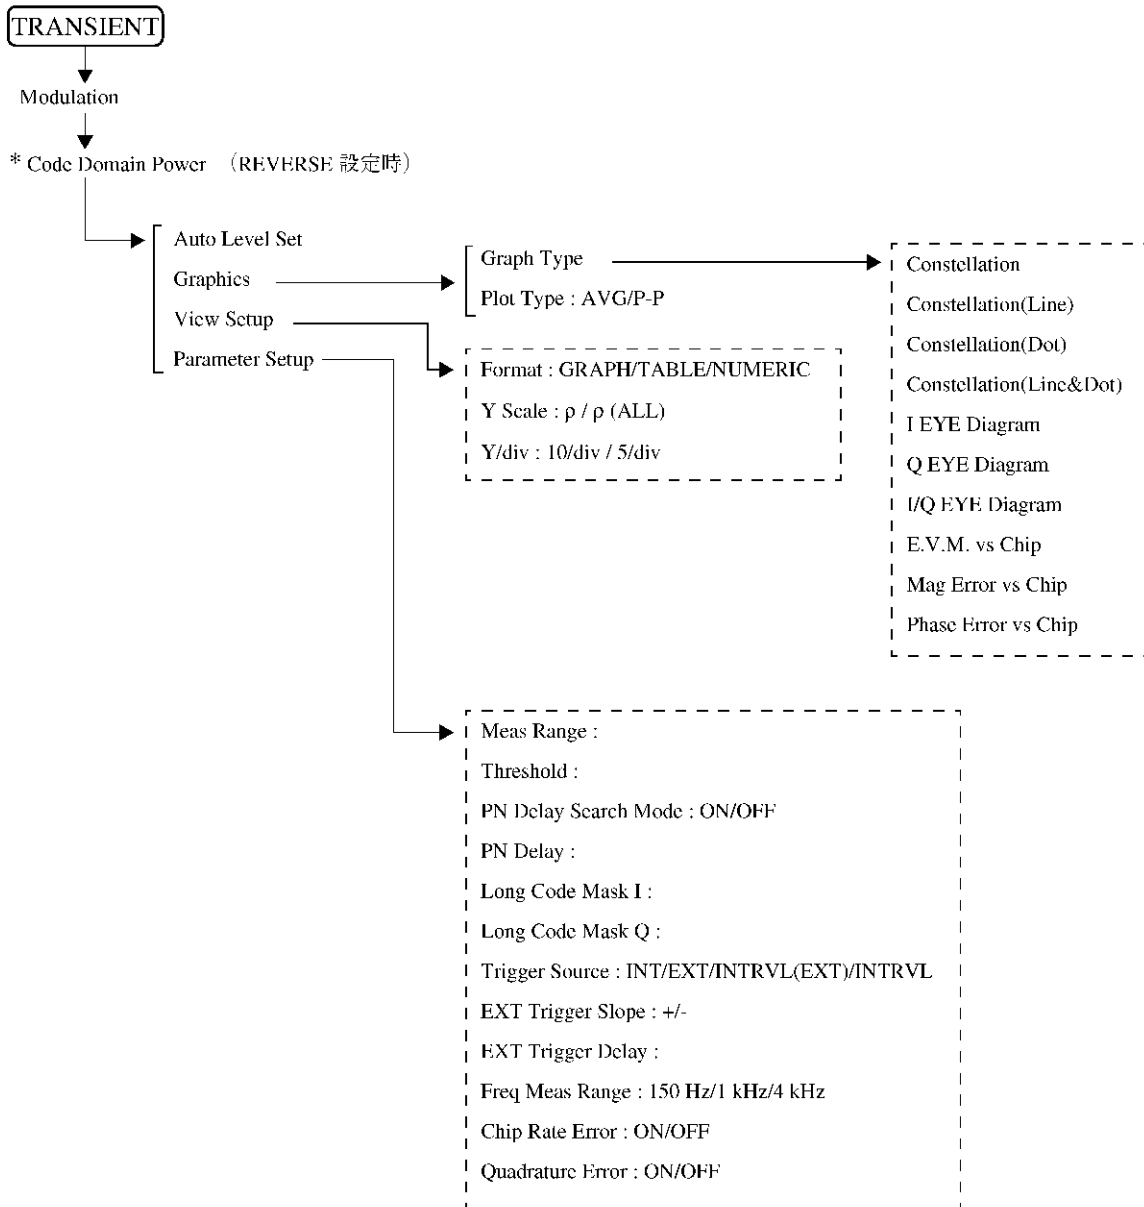 TRANSIENT
Modulation
* Code Domain Power （REVERSE 設定時）
Auto Level Set
Graphics
View Setup
Parameter Setup
Graph Type
Plot Type : AVG/P-P
Format : GRAPH/TABLE/NUMERIC
Y Scale : ρ / ρ (ALL)
Y/div : 10/div / 5/div
Constellation
Constellation(Line)
Constellation(Dot)
Constellation(Line&Dot)
I EYE Diagram
Q EYE Diagram
I/Q EYE Diagram
E.V.M. vs Chip
Mag Error vs Chip
Phase Error vs Chip
Meas Range :
Threshold :
PN Delay Search Mode : ON/OFF
PN Delay :
Long Code Mask I :
Long Code Mask Q :
Trigger Source : INT/EXT/INTRVL(EXT)/INTRVL
EXT Trigger Slope : +/-
EXT Trigger Delay :
Freq Meas Range : 150 Hz/1 kHz/4 kHz
Chip Rate Error : ON/OFF
Quadrature Error : ON/OFF